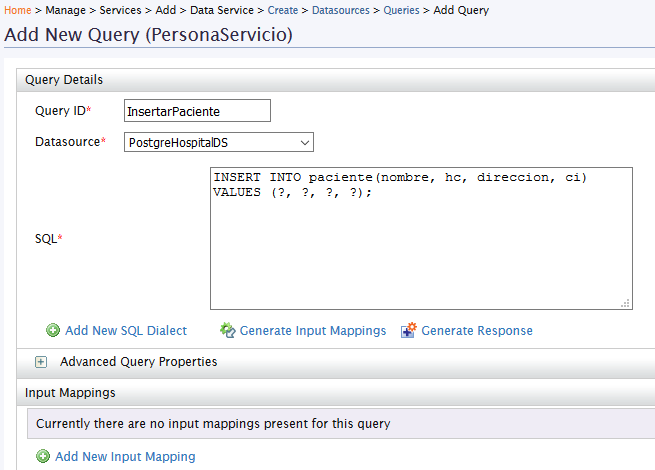 Home > Manage > Services > Add > Data Service > Create > Datasources > Queries > Add Query
Add New Query (PersonaServicio)
Query Details
Query ID* InsertarPaciente
Datasource* PostgreHospitalDS
INSERT INTO paciente(nombre, hc, direccion, ci)
VALUES (?, ?, ?, ?);
SQL*
Add New SQL Dialect Generate Input Mappings Generate Response
Advanced Query Properties
Input Mappings
Currently there are no input mappings present for this query
Add New Input Mapping